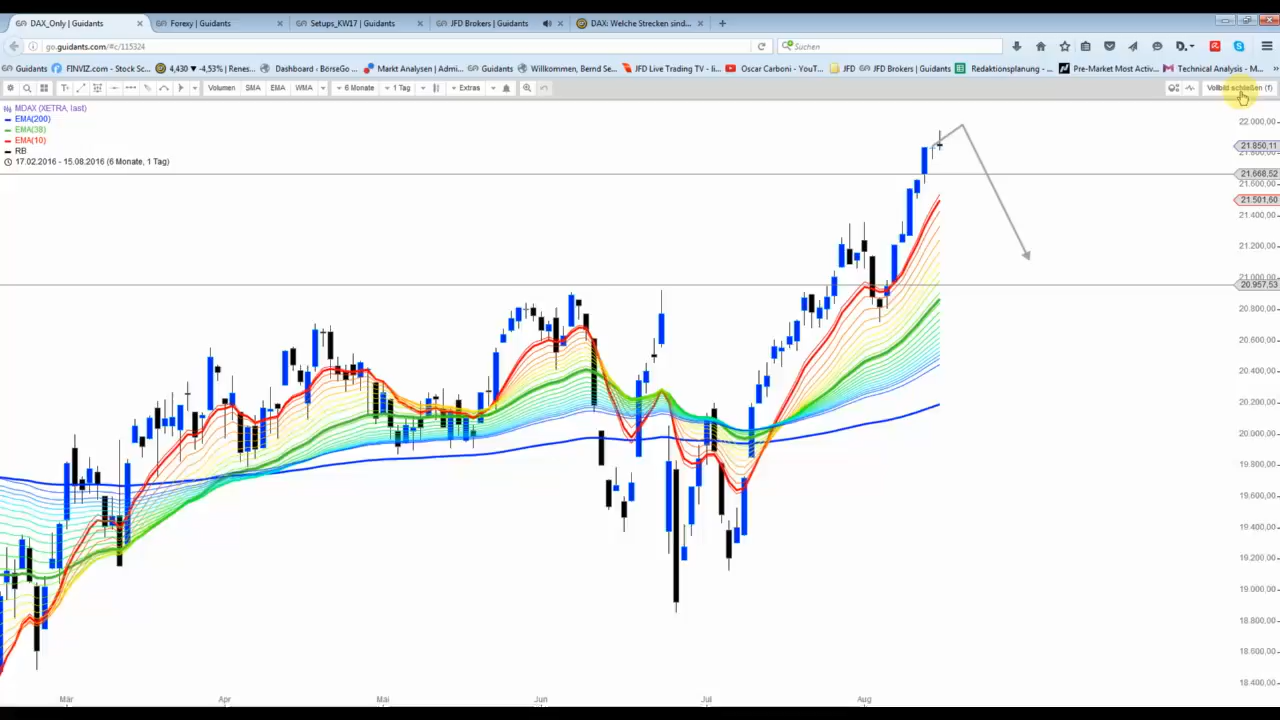 DAX_Only | Guidants
Forexy | Guidants
Setups_KW17 | Guidants
JFD Brokers | Guidants
DAX: Welche Strecken sind...
go.guidants.com/#c/115324
Suchen
Guidants FINVIZ.com - Stock Sc... 4,430 ▼ -4,53% | Renes... Dashboard ‹ BörseGo ... Markt Analysen | Admi... Guidants Willkommen, Bernd Se... JFD Live Trading TV - li... Oscar Carboni - YouT... JFD JFD Brokers | Guidants Redaktionsplanung - ... Pre-Market Most Activ... Technical Analysis - M...
Volumen SMA EMA WMA 6 Monate 1 Tag Extras Vollbild schließen (f)
MDAX (XETRA, last)
EMA(200)
EMA(38)
EMA(10)
RB
17.02.2016 - 15.08.2016 (6 Monate, 1 Tag)
22.000,00
21.850,11
21.800,00
21.668,52
21.600,00
21.501,60
21.400,00
21.200,00
21.000,00
20.957,53
20.800,00
20.600,00
20.400,00
20.200,00
20.000,00
19.800,00
19.600,00
19.400,00
19.200,00
19.000,00
18.800,00
18.600,00
18.400,00
Mär Apr Mai Jun Jul Aug